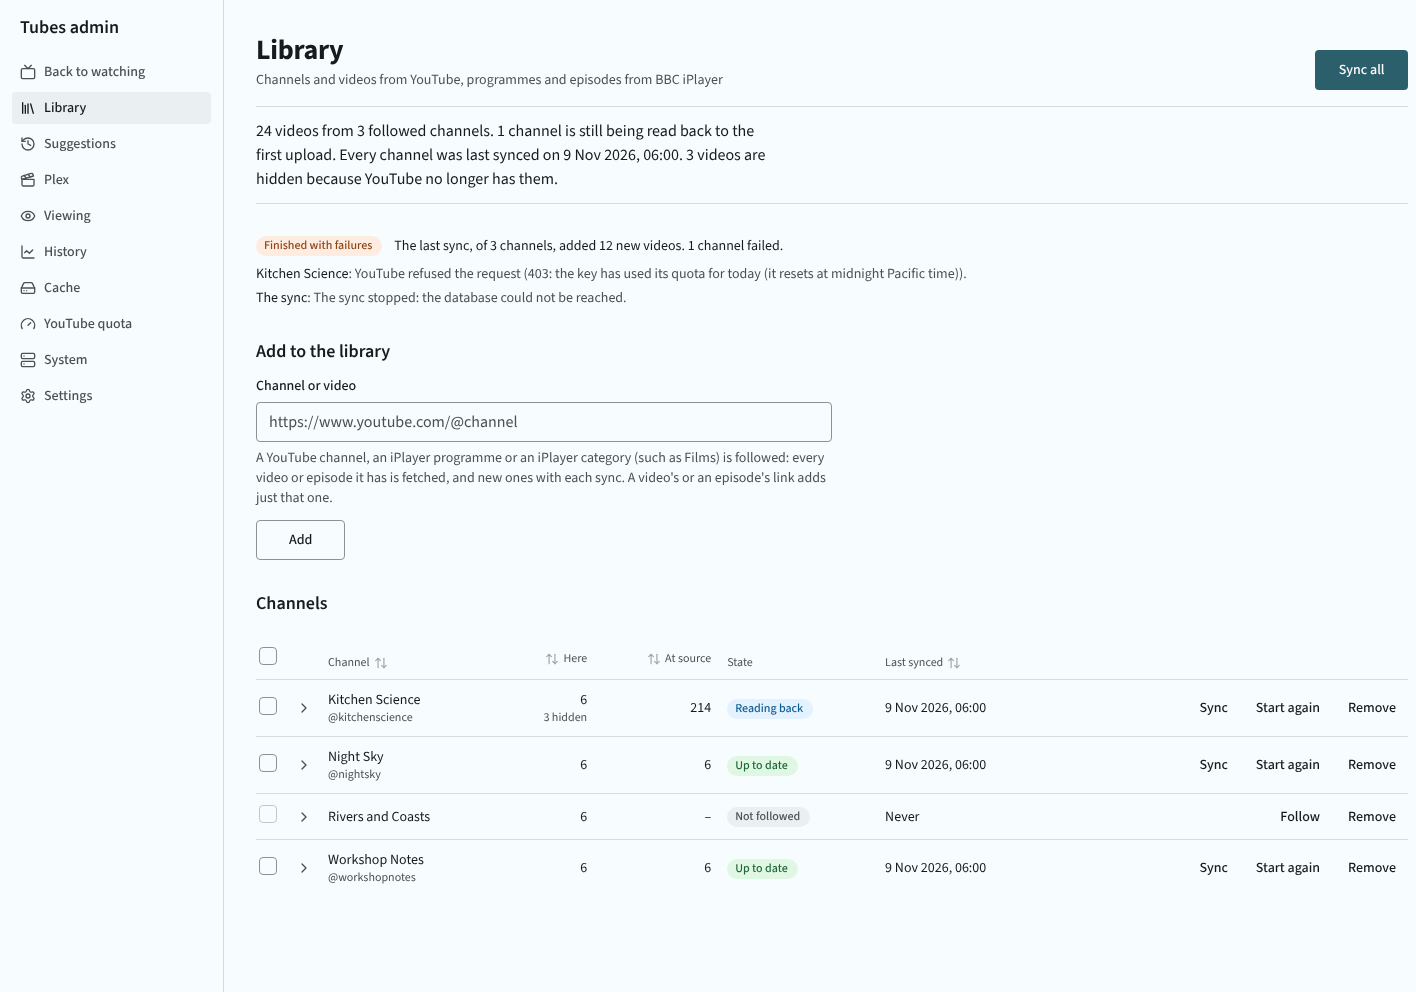 Tubes admin
Back to watching
Library
Suggestions
Plex
Viewing
History
Cache
YouTube quota
System
Settings
Library
Channels and videos from YouTube, programmes and episodes from BBC iPlayer
Sync all
24 videos from 3 followed channels. 1 channel is still being read back to the
first upload. Every channel was last synced on 9 Nov 2026, 06:00. 3 videos are
hidden because YouTube no longer has them.
Finished with failures The last sync, of 3 channels, added 12 new videos. 1 channel failed.
Kitchen Science: YouTube refused the request (403: the key has used its quota for today (it resets at midnight Pacific time)).
The sync: The sync stopped: the database could not be reached.
Add to the library
Channel or video
https://www.youtube.com/@channel
A YouTube channel, an iPlayer programme or an iPlayer category (such as Films) is followed: every
video or episode it has is fetched, and new ones with each sync. A video's or an episode's link adds
just that one.
Add
Channels
Channel Here At source State Last synced
Kitchen Science 6 214 Reading back 9 Nov 2026, 06:00 Sync Start again Remove
@kitchenscience 3 hidden
Night Sky 6 6 Up to date 9 Nov 2026, 06:00 Sync Start again Remove
@nightsky
Rivers and Coasts 6 – Not followed Never Follow Remove
Workshop Notes 6 6 Up to date 9 Nov 2026, 06:00 Sync Start again Remove
@workshopnotes